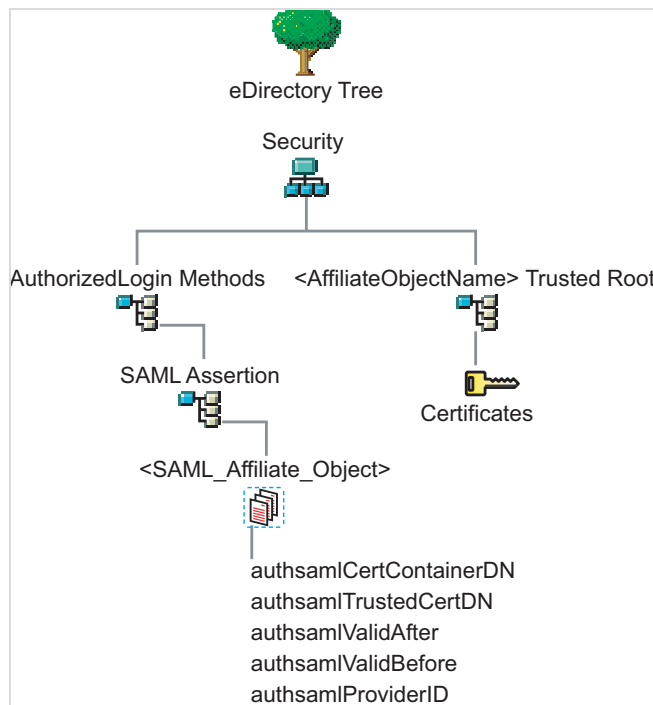 eDirectory Tree
Security
AuthorizedLogin Methods
<AffiliateObjectName> Trusted Root
SAML Assertion
Certificates
<SAML_Affiliate_Object>
authsamlCertContainerDN
authsamlTrustedCertDN
authsamlValidAfter
authsamlValidBefore
authsamlProviderID